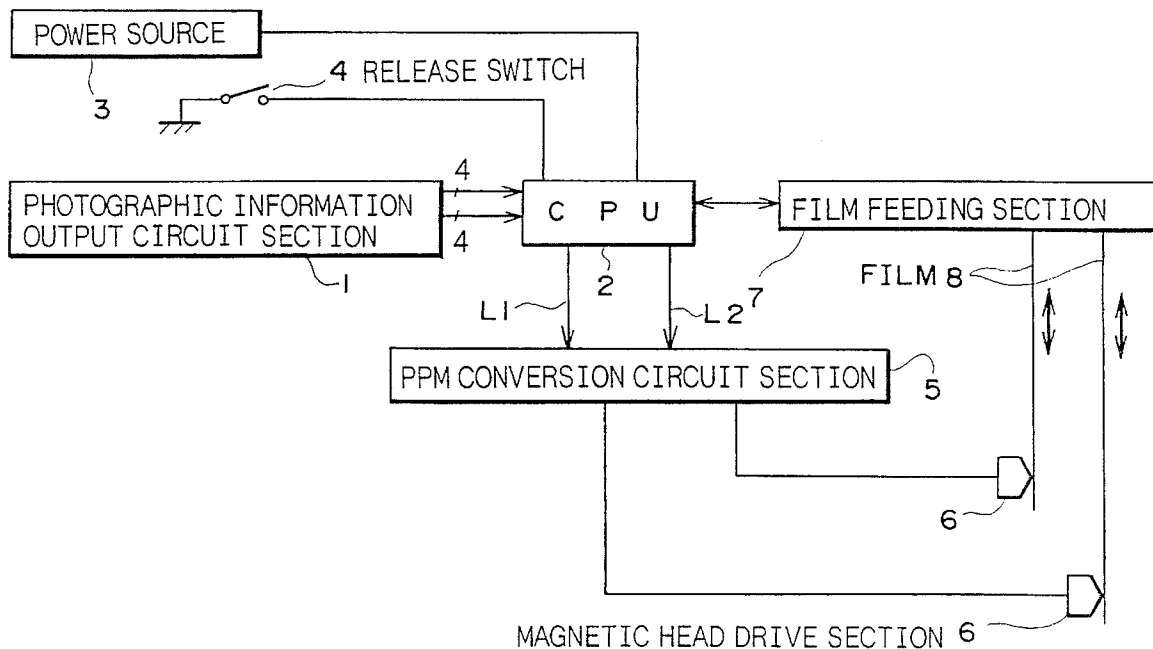 POWER SOURCE
3
4 RELEASE SWITCH
PHOTOGRAPHIC INFORMATION
OUTPUT CIRCUIT SECTION
1
4
4
C P U
2
FILM FEEDING SECTION
7
FILM 8
L1
L2
PPM CONVERSION CIRCUIT SECTION
5
6
6
MAGNETIC HEAD DRIVE SECTION